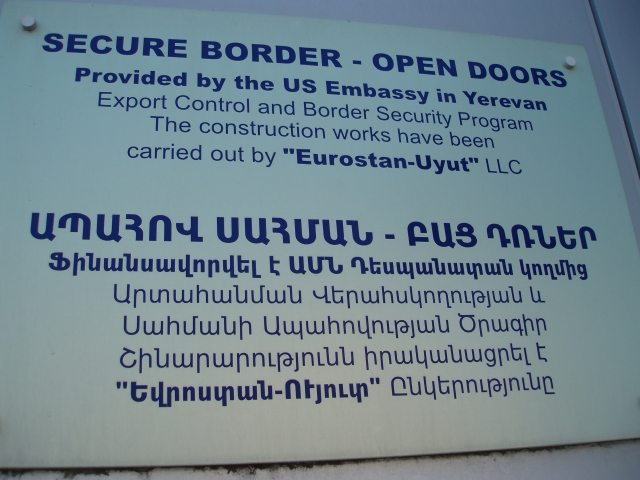 SECURE BORDER - OPEN DOORS
Provided by the US Embassy in Yerevan
Export Control and Border Security Program
The construction works have been
carried out by "Eurostan-Uyut" LLC
ԱՊԱՀՈՎ ՍԱՀՄԱՆ - ԲԱՑ ԴՌՆԵՐ
Ֆինանսավորվել է ԱՄՆ Դեսպանատան կողմից
Արտահանման Վերահսկողության և
Սահմանի Ապահովության Ծրագիր
Շինարարությունն իրականացրել է
"Եվրոստան-ՈՒյուտ" Ընկերությունը